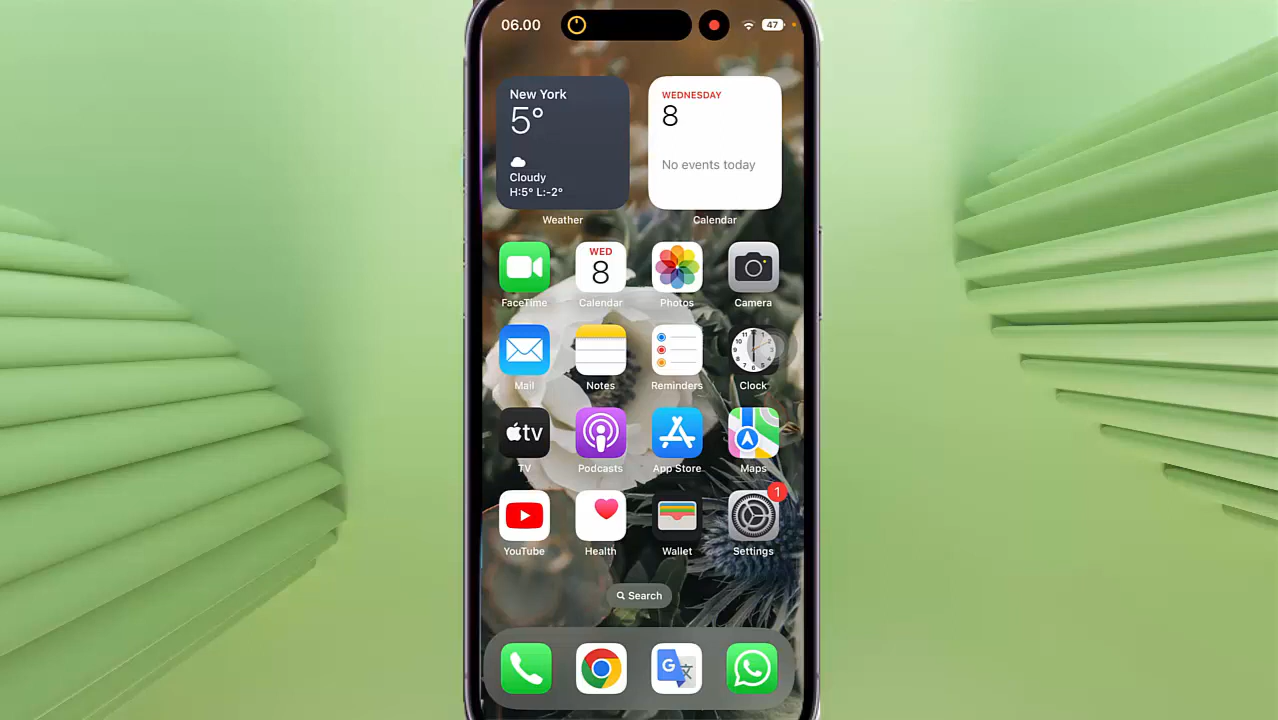 06.00
47
New York
5°
Cloudy
H:5° L:-2°
Weather
WEDNESDAY
8
No events today
Calendar
FaceTime
WED
8
Calendar
Photos
Camera
Mail
Notes
Reminders
Clock
tv
TV
Podcasts
App Store
Maps
YouTube
Health
Wallet
1
Settings
Search
G